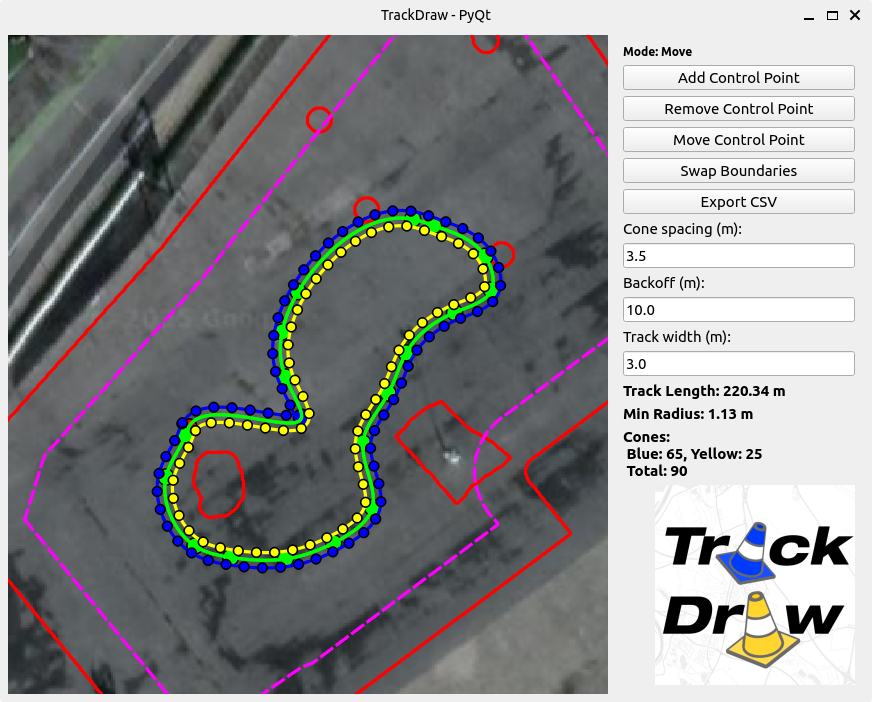 TrackDraw - PyQt
Mode: Move
Add Control Point
Remove Control Point
Move Control Point
Swap Boundaries
Export CSV
Cone spacing (m):
3.5
Backoff (m):
10.0
Track width (m):
3.0
Track Length: 220.34 m
Min Radius: 1.13 m
Cones:
Blue: 65, Yellow: 25
Total: 90
Track
Draw